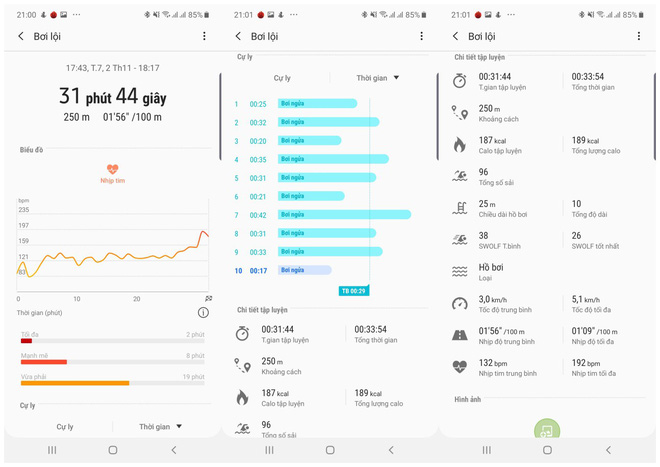 21:00
85%
Bơi lội
17:43, T.7, 2 Th11 - 18:17
31 phút 44 giây
250 m 01'56" /100 m
Biểu đồ
Nhịp tim
bpm
235
197
159
121
83
0 10 20
Thời gian (phút)
Tối đa 2 phút
Mạnh mẽ 8 phút
Vừa phải 19 phút
Cự ly
Cự ly Thời gian
21:01
85%
Bơi lội
Cự ly
Cự ly Thời gian
1 00:25 Bơi ngửa
2 00:32 Bơi ngửa
3 00:20 Bơi ngửa
4 00:35 Bơi ngửa
5 00:31 Bơi ngửa
6 00:21 Bơi ngửa
7 00:42 Bơi ngửa
8 00:31 Bơi ngửa
9 00:33 Bơi ngửa
10 00:17 Bơi ngửa
TB 00:29
Chi tiết tập luyện
00:31:44 00:33:54
T.gian tập luyện Tổng thời gian
250 m
Khoảng cách
187 kcal 189 kcal
Calo tập luyện Tổng lượng calo
96
Tổng số sải
21:01
85%
Bơi lội
Chi tiết tập luyện
00:31:44 00:33:54
T.gian tập luyện Tổng thời gian
250 m
Khoảng cách
187 kcal 189 kcal
Calo tập luyện Tổng lượng calo
96
Tổng số sải
25 m 10
Chiều dài hồ bơi Tổng độ dài
38 26
SWOLF T.bình SWOLF tốt nhất
Hồ bơi
Loại
3,0 km/h 5,1 km/h
Tốc độ trung bình Tốc độ tối đa
01'56" /100 m 01'09" /100 m
Nhịp độ trung bình Nhịp độ tối đa
132 bpm 192 bpm
Nhịp tim trung bình Nhịp tim tối đa
Hình ảnh